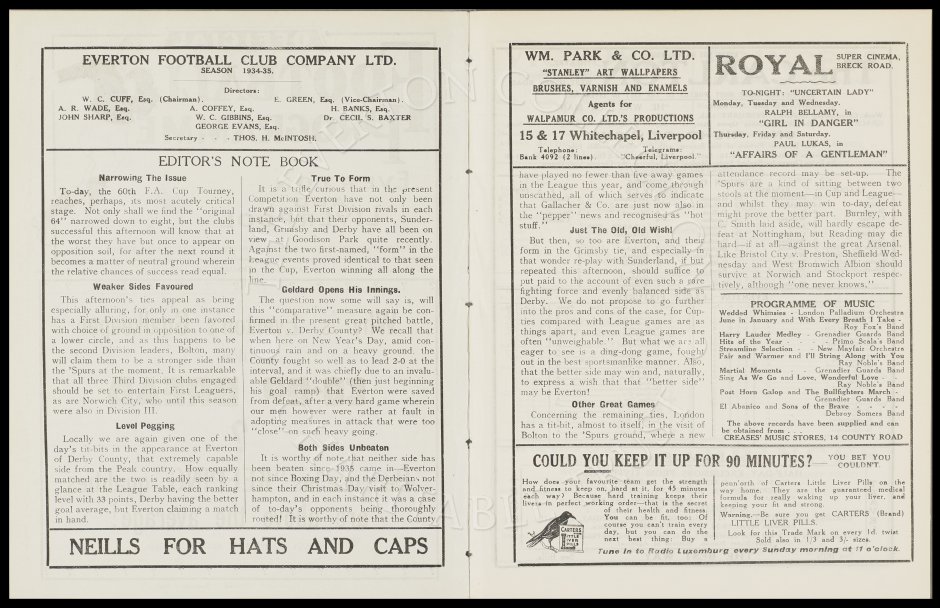 EVERTON FOOTBALL CLUB COMPANY LTD.
SEASON 1934-35.
Directors:
W. C. CUFF, Esq. (Chairman). E. GREEN, Esq. (Vice-Chairman).
A. R. WADE, Esq. A. COFFEY, Esq. H. BANKS, Esq.
JOHN SHARP, Esq. W. C. GIBBINS, Esq. Dr. CECIL S. BAXTER
GEORGE EVANS, Esq.
Secretary - - - THOS. H. McINTOSH.
EDITOR'S NOTE BOOK
Narrowing The Issue
To-day, the 60th F.A. Cup Tourney,
reaches, perhaps, its most acutely critical
stage. Not only shall we find the "original
64" narrowed down to eight, but the clubs
successful this afternoon will know that at
the worst they have but once to appear on
opposition soil, for after the next round it
becomes a matter of neutral ground wherein
the relative chances of success read equal.
Weaker Sides Favoured
This afternoon's ties appeal as being
especially alluring, for only in one instance
has a First Division member been favored
with choice of ground in opposition to one of
a lower circle, and as this happens to be
the second Division leaders, Bolton, many
will claim them to be a stronger side than
the 'Spurs at the moment. It is remarkable
that all three Third Division clubs engaged
should be set to entertain First Leaguers,
as are Norwich City, who until this season
were also in Division III.
Level Pegging
Locally we are again given one of the
day's tit-bits in the appearance at Everton
of Derby County, that extremely capable
side from the Peak country. How equally
matched are the two is readily seen by a
glance at the League Table, each ranking
level with 33 points, Derby having the better
goal average, but Everton claiming a match
in hand.
True To Form
It is a trifle curious that in the present
Competition Everton have not only been
drawn against First Division rivals in each
instance, but that their opponents, Sunder-
land, Grimsby and Derby have all been on
view at Goodison Park quite recently.
Against the two first-named, "form" in the
League events proved identical to that seen
in the Cup, Everton winning all along the
line.
Geldard Opens His Innings.
The question now some will say is, will
this "comparative" measure again be con-
firmed in the present great pitched battle,
Everton v. Derby County? We recall that
when here on New Year's Day, amid con-
tinuous rain and on a heavy ground, the
County fought so well as to lead 2-0 at the
interval, and it was chiefly due to an invalu-
able Geldard "double" (then just beginning
his goal ramp) that Everton were saved
from defeat, after a very hard game wherein
our men however were rather at fault in
adopting measures in attack that were too
"close" on such heavy going.
Both Sides Unbeaten
It is worthy of note that neither side has
been beaten since 1935 came in—Everton
not since Boxing Day, and the Derbeians not
since their Christmas Day visit to Wolver-
hampton, and in each instance it was a case
of to-day's opponents being thoroughly
routed! It is worthy of note that the County
NEILLS FOR HATS AND CAPS
WM. PARK & CO. LTD.
"STANLEY" ART WALLPAPERS
BRUSHES, VARNISH AND ENAMELS
Agents for
WALPAMUR CO. LTD.'S PRODUCTIONS
15 & 17 Whitechapel, Liverpool
Telephone: Telegrams:
Bank 4092 (2 lines) "Cheerful, Liverpool."
ROYAL SUPER CINEMA,
BRECK ROAD.
TO-NIGHT: "UNCERTAIN LADY"
Monday, Tuesday and Wednesday.
RALPH BELLAMY, in
"GIRL IN DANGER"
Thursday, Friday and Saturday.
PAUL LUKAS, in
"AFFAIRS OF A GENTLEMAN"
have played no fewer than five away games
in the League this year, and come through
unscathed, all of which serves to indicate
that Gallacher & Co. are just now also in
the "pepper" news and recognised as "hot
stuff."
Just The Old, Old Wish!
But then, so too are Everton, and their
form in the Grimsby tie, and especially in
that wonder re-play with Sunderland, if but
repeated this afternoon, should suffice to
put paid to the account of even such a rare
fighting force and evenly balanced side as
Derby. We do not propose to go further
into the pros and cons of the case, for Cup-
ties compared with League games are as
things apart, and even League games are
often "unweighable." But what we are all
eager to see is a ding-dong game, fought
out in the best sportsmanlike manner. Also,
that the better side may win and, naturally,
to express a wish that that "better side"
may be Everton!
Other Great Games
Concerning the remaining ties, London
has a tit-bit, almost to itself, in the visit of
Bolton to the 'Spurs ground, where a new
attendance record may be set-up. The
'Spurs are a kind of sitting between two
stools at the moment—in Cup and League—
and whilst they may win to-day, defeat
might prove the better part. Burnley, with
C. Smith laid aside, will hardly escape de-
feat at Nottingham, but Reading may die
hard—if at all—against the great Arsenal.
Like Bristol City v. Preston, Sheffield Wed-
nesday and West Bromwich Albion should
survive at Norwich and Stockport respec-
tively, although "one never knows."
PROGRAMME OF MUSIC
Wedded Whimsies - London Palladium Orchestra
June in January and With Every Breath I Take -
Roy Fox's Band
Harry Lauder Medley - Grenadier Guards Band
Hits of the Year - - - Primo Scala's Band
Streamline Selection - - New Mayfair Orchestra
Fair and Warmer and I'll String Along with You
Ray Noble's Band
Martial Moments - - Grenadier Guards Band
Sing As We Go and Love, Wonderful Love -
Ray Noble's Band
Post Horn Galop and The Bullfighters March - -
Grenadier Guards Band
El Abanico and Sons of the Brave - - - -
Debroy Somers Band
The above records have been supplied and can
be obtained from
CREASES' MUSIC STORES, 14 COUNTY ROAD
COULD YOU KEEP IT UP FOR 90 MINUTES?— YOU BET YOU
COULDN'T.
How does your favourite team get the strength
and fitness to keep on, hard at it, for 45 minutes
each way? Because hard training keeps their
livers in perfect working order—that is the secret
of their health and fitness.
You can be fit, too! Of
course you can't train every
day, but you can do the
next best thing: Buy a
CARTERS
LITTLE
LIVER
PILLS
penn'orth of Carters Little Liver Pills on the
way home. They are the guaranteed medical
formula for really waking up your liver, and
keeping your fit and strong.
Warning.—Be sure you get CARTERS (Brand)
LITTLE LIVER PILLS.
Look for this Trade Mark on every 1d. twist
Sold also in 1/3 and 3/- sizes.
Tune in to Radio Luxemburg every Sunday morning at 11 o'clock.